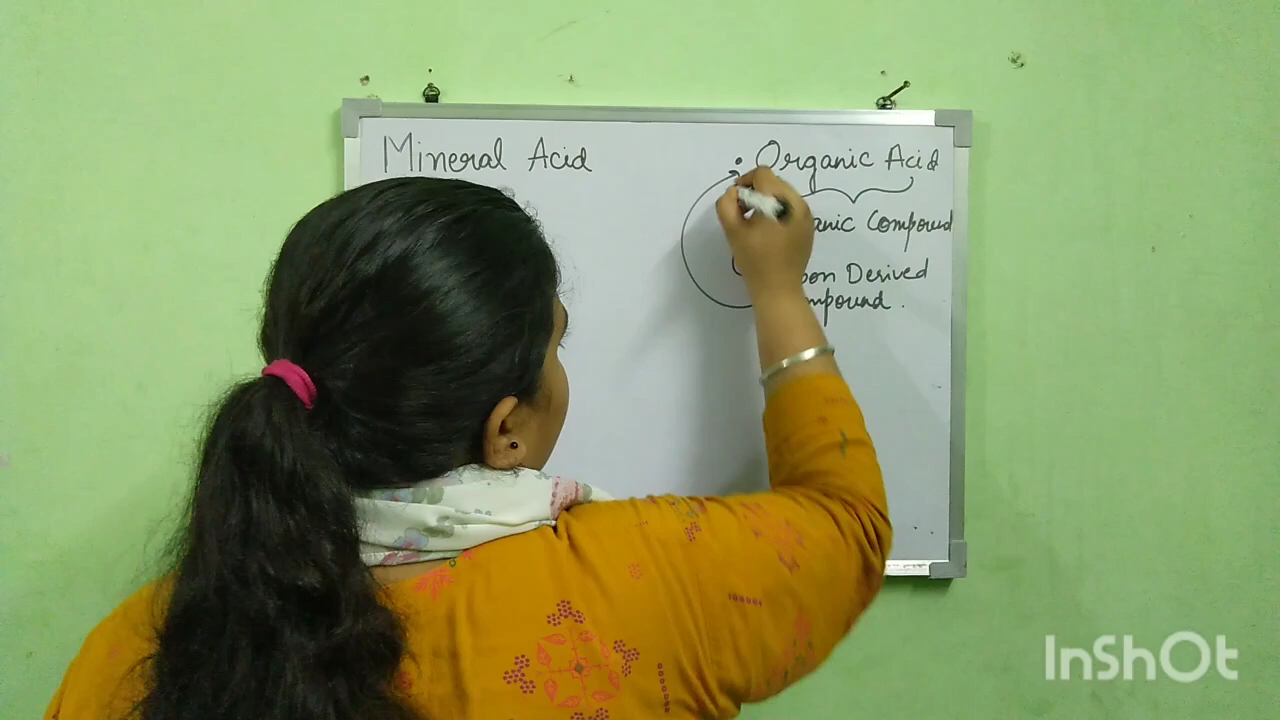 Mineral Acid
• Organic Acid
Compound
Derived
InShOt